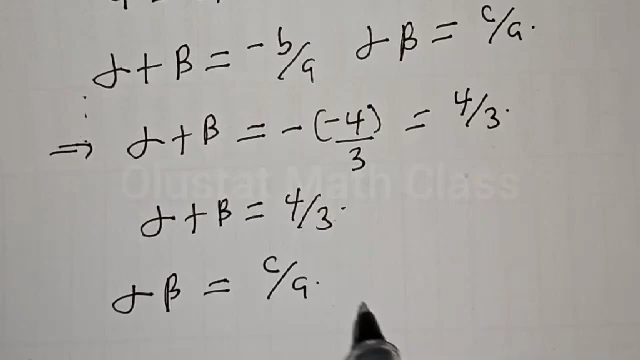 α + β = -b/a αβ = c/a.
⇒ α + β = -(-4)/3 = 4/3.
Olustat Math Class
α + β = 4/3.
αβ = c/a.